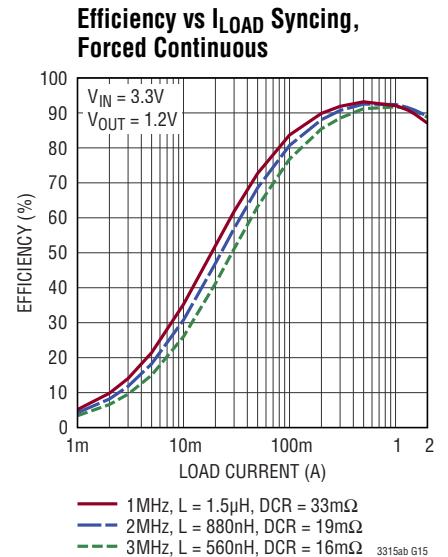 Efficiency vs ILOAD Syncing,
Forced Continuous
100
90
80
70
60
50
40
30
20
10
0
EFFICIENCY (%)
VIN = 3.3V
VOUT = 1.2V
1m 10m 100m 1 2
LOAD CURRENT (A)
1MHz, L = 1.5µH, DCR = 33mΩ
2MHz, L = 880nH, DCR = 19mΩ
3MHz, L = 560nH, DCR = 16mΩ
3315ab G15